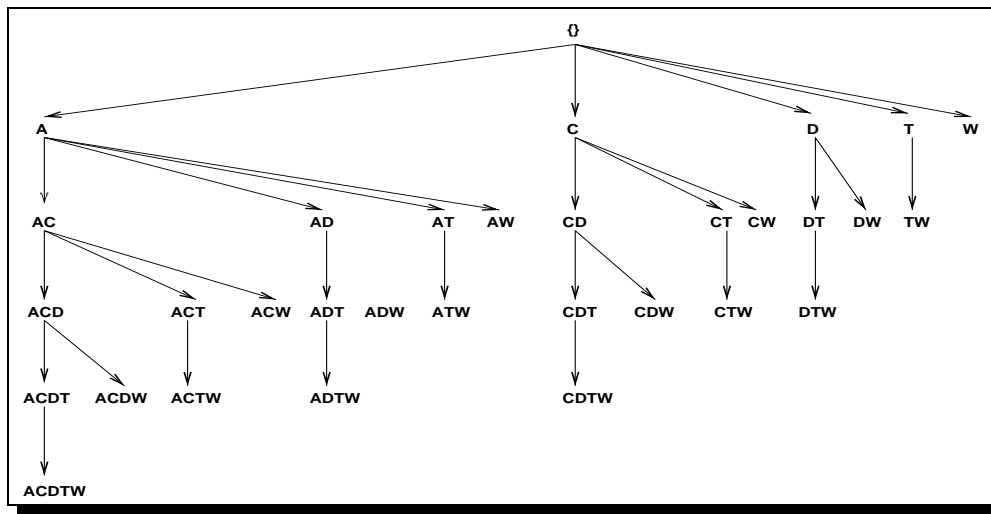 {}
A C D T W
AC AD AT AW CD CT CW DT DW TW
ACD ACT ACW ADT ADW ATW CDT CDW CTW DTW
ACDT ACDW ACTW ADTW CDTW
ACDTW